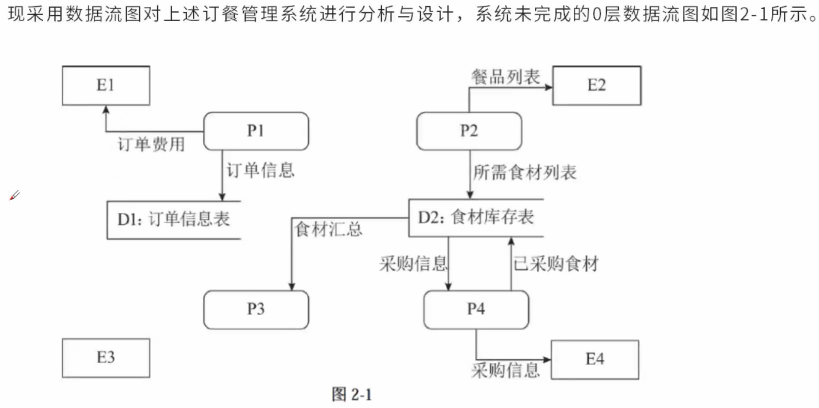 现采用数据流图对上述订餐管理系统进行分析与设计，系统未完成的0层数据流图如图2-1所示。
餐品列表
E1
E2
P1
P2
订单费用
订单信息
所需食材列表
D1: 订单信息表
D2: 食材库存表
食材汇总
采购信息
已采购食材
P3
P4
E3
E4
采购信息
图 2-1